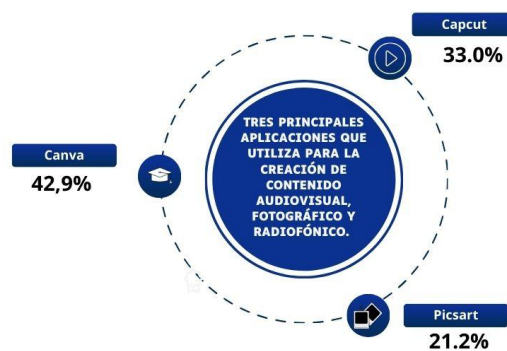 Capcut
33.0%
TRES PRINCIPALES
APLICACIONES QUE
UTILIZA PARA LA
CREACIÓN DE
CONTENIDO
AUDIOVISUAL,
FOTOGRÁFICO Y
RADIOFÓNICO.
Canva
42,9%
Picsart
21.2%